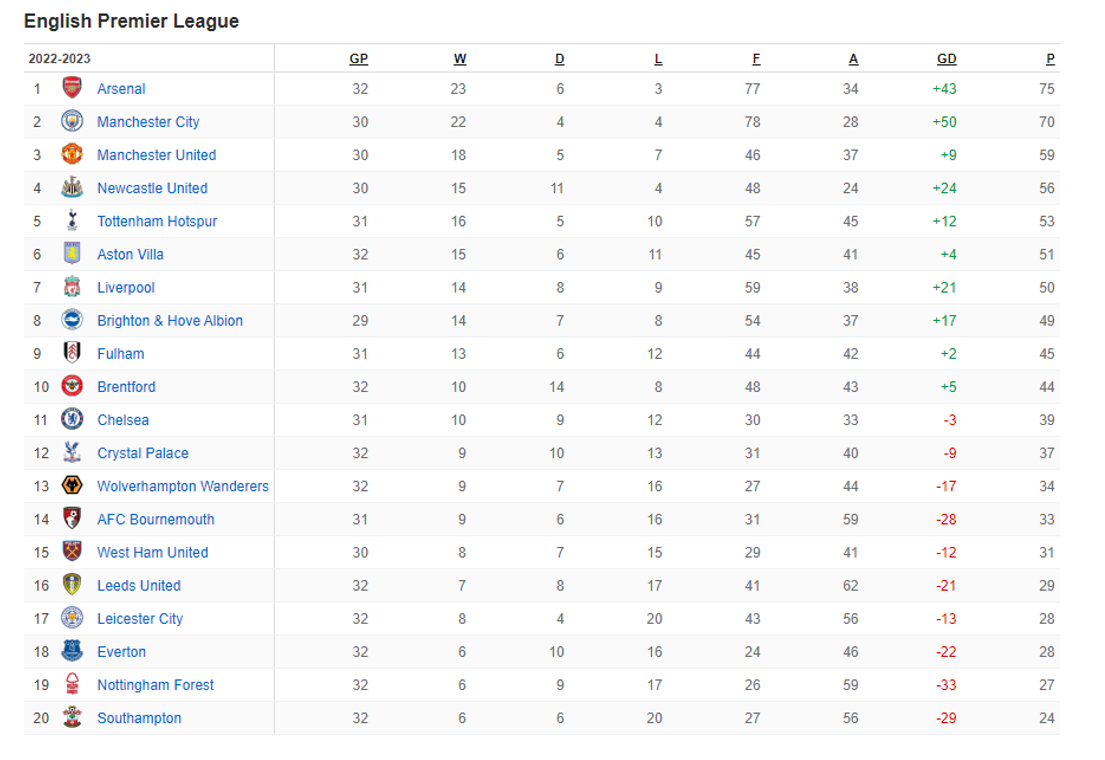 English Premier League
2022-2023 GP W D L F A GD P
1 Arsenal 32 23 6 3 77 34 +43 75
2 Manchester City 30 22 4 4 78 28 +50 70
3 Manchester United 30 18 5 7 46 37 +9 59
4 Newcastle United 30 15 11 4 48 24 +24 56
5 Tottenham Hotspur 31 16 5 10 57 45 +12 53
6 Aston Villa 32 15 6 11 45 41 +4 51
7 Liverpool 31 14 8 9 59 38 +21 50
8 Brighton & Hove Albion 29 14 7 8 54 37 +17 49
9 Fulham 31 13 6 12 44 42 +2 45
10 Brentford 32 10 14 8 48 43 +5 44
11 Chelsea 31 10 9 12 30 33 -3 39
12 Crystal Palace 32 9 10 13 31 40 -9 37
13 Wolverhampton Wanderers 32 9 7 16 27 44 -17 34
14 AFC Bournemouth 31 9 6 16 31 59 -28 33
15 West Ham United 30 8 7 15 29 41 -12 31
16 Leeds United 32 7 8 17 41 62 -21 29
17 Leicester City 32 8 4 20 43 56 -13 28
18 Everton 32 6 10 16 24 46 -22 28
19 Nottingham Forest 32 6 9 17 26 59 -33 27
20 Southampton 32 6 6 20 27 56 -29 24